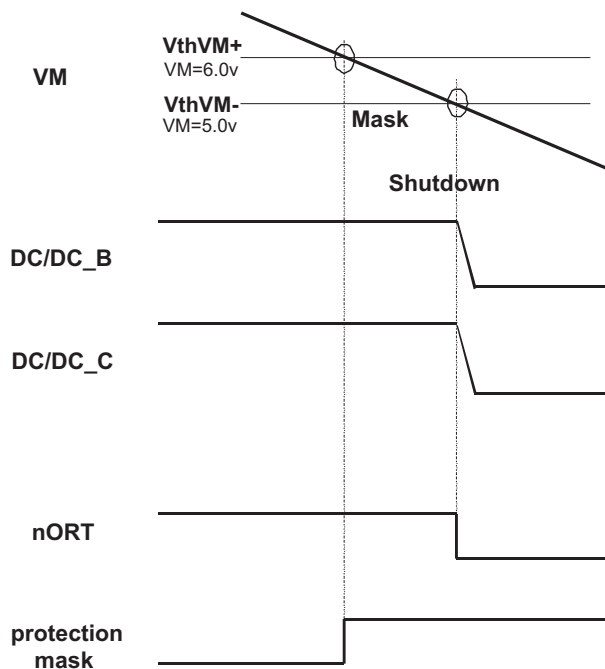 VthVM+
VM=6.0v
VM
VthVM-
VM=5.0v
Mask
Shutdown
DC/DC_B
DC/DC_C
nORT
protection
mask